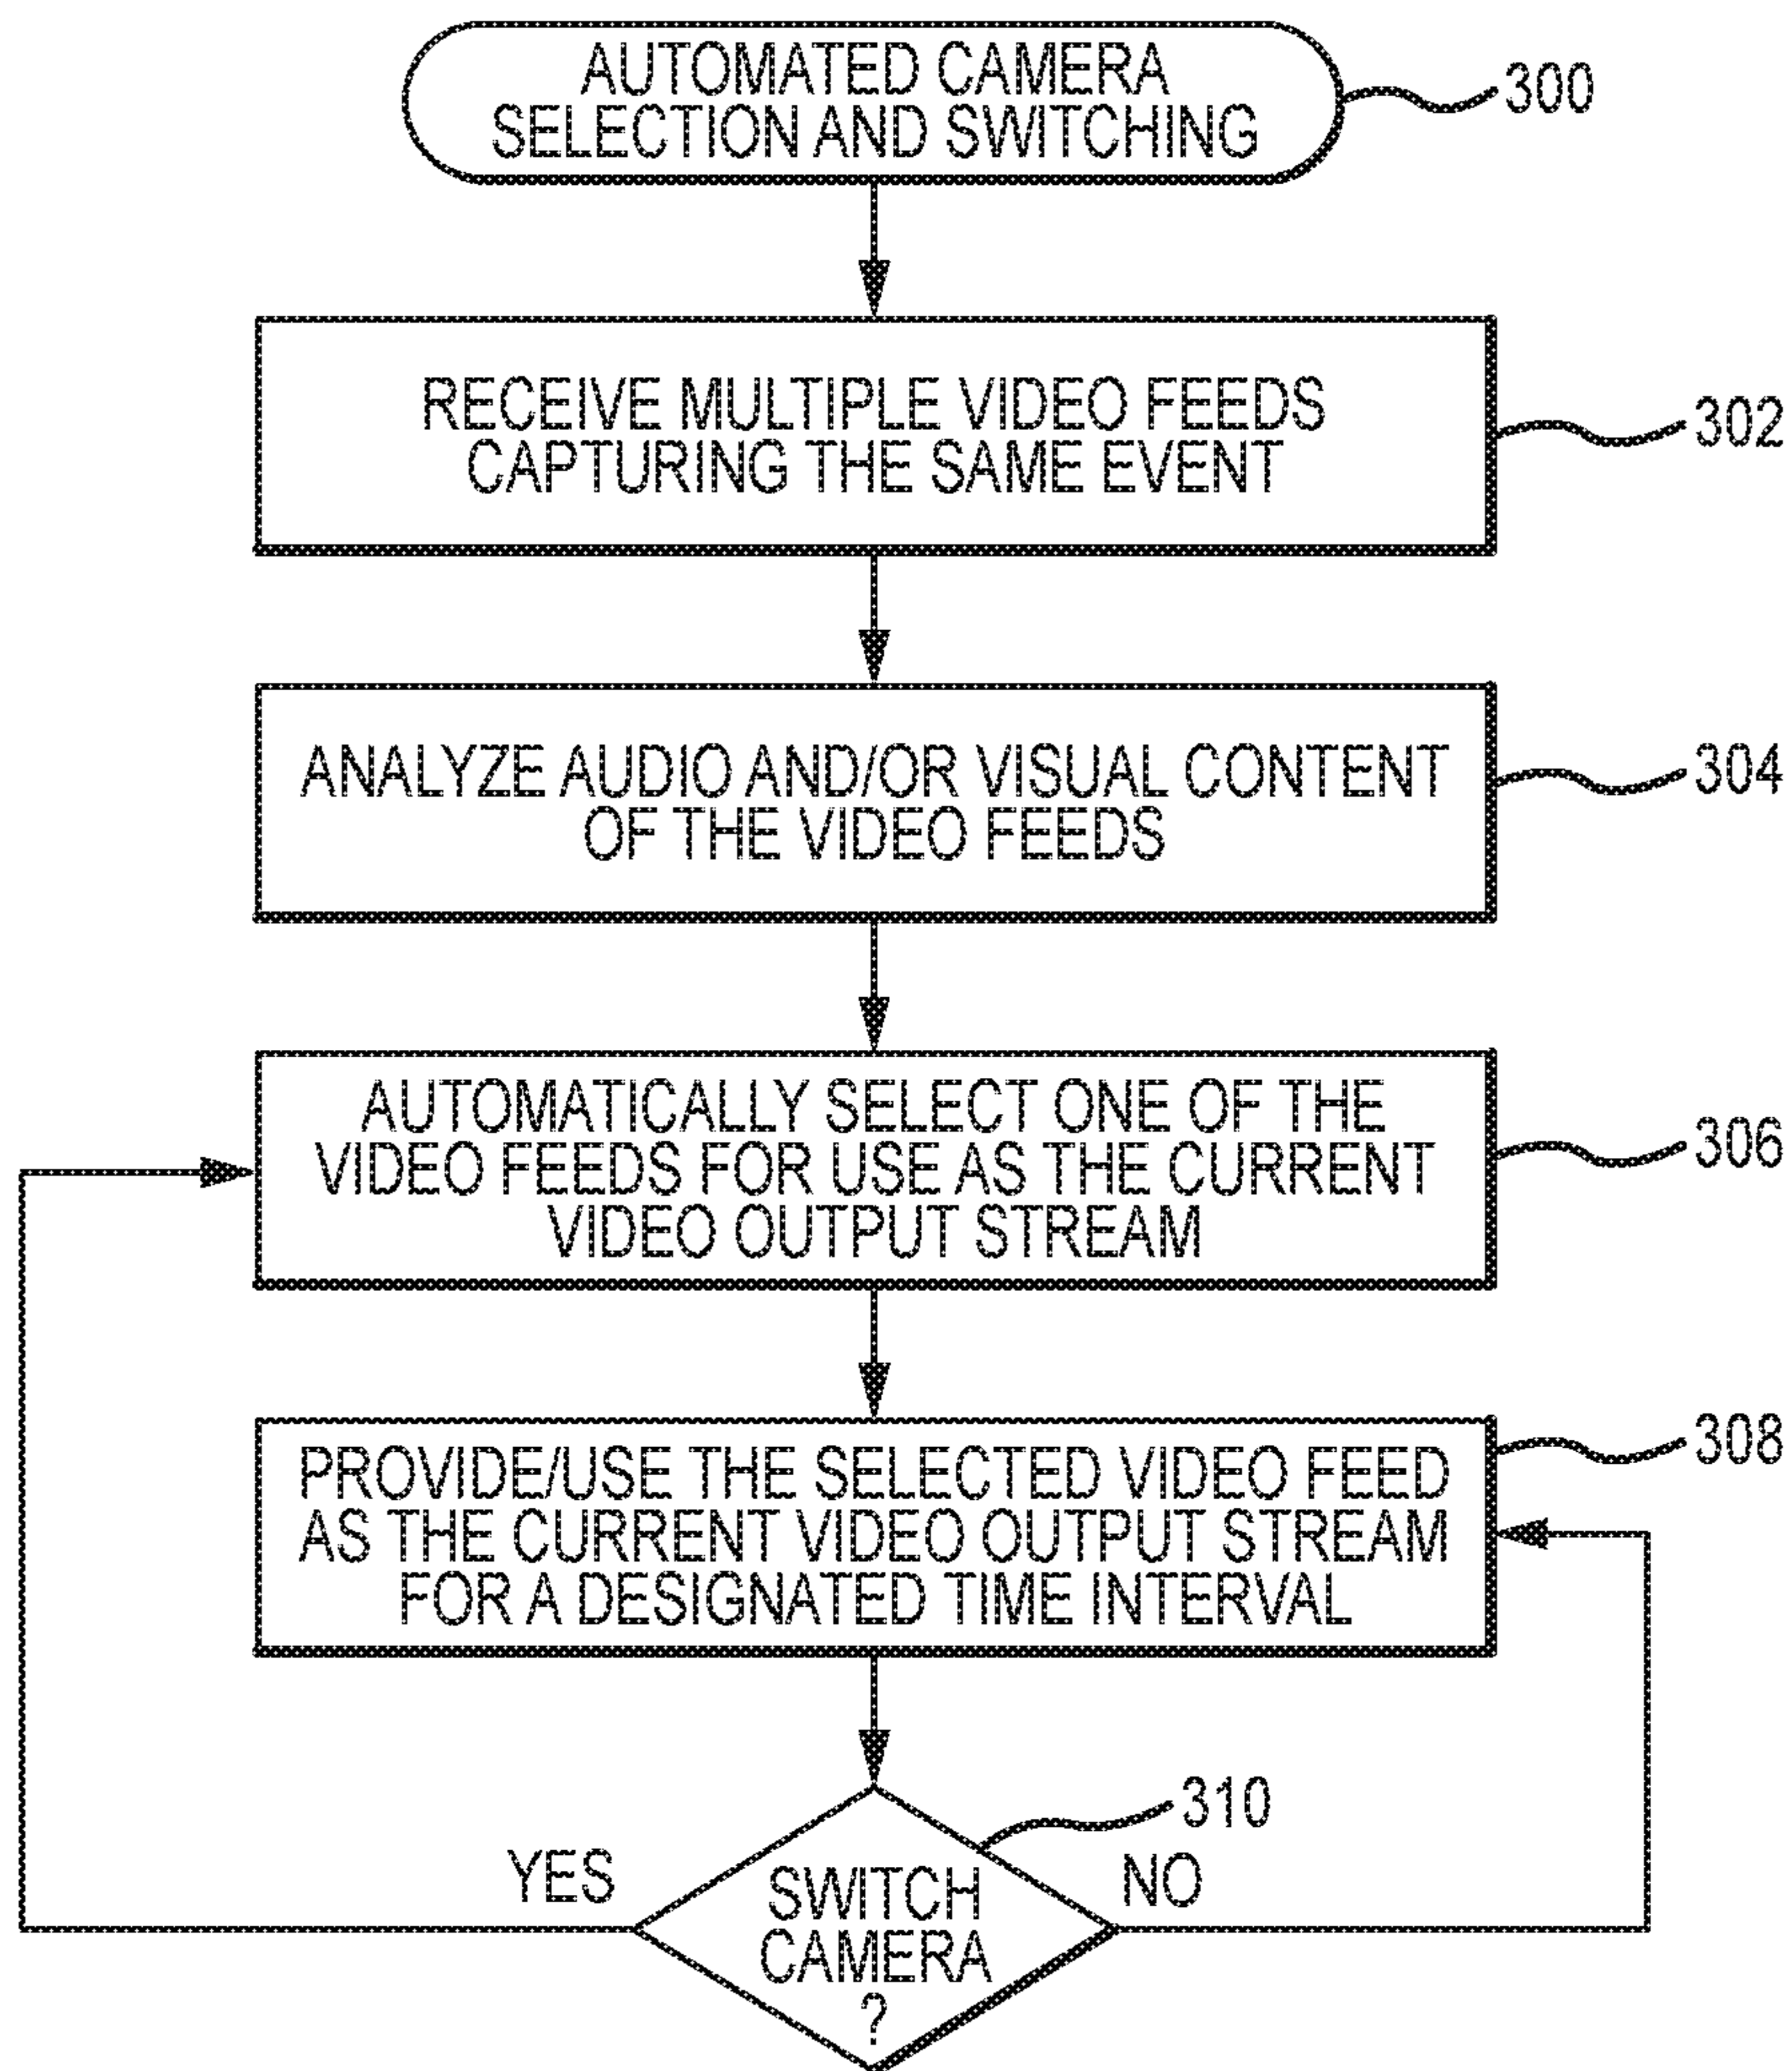 AUTOMATED CAMERA
SELECTION AND SWITCHING
300
RECEIVE MULTIPLE VIDEO FEEDS
CAPTURING THE SAME EVENT
302
ANALYZE AUDIO AND/OR VISUAL CONTENT
OF THE VIDEO FEEDS
304
AUTOMATICALLY SELECT ONE OF THE
VIDEO FEEDS FOR USE AS THE CURRENT
VIDEO OUTPUT STREAM
306
PROVIDE/USE THE SELECTED VIDEO FEED
AS THE CURRENT VIDEO OUTPUT STREAM
FOR A DESIGNATED TIME INTERVAL
308
310
YES
NO
SWITCH
CAMERA
?